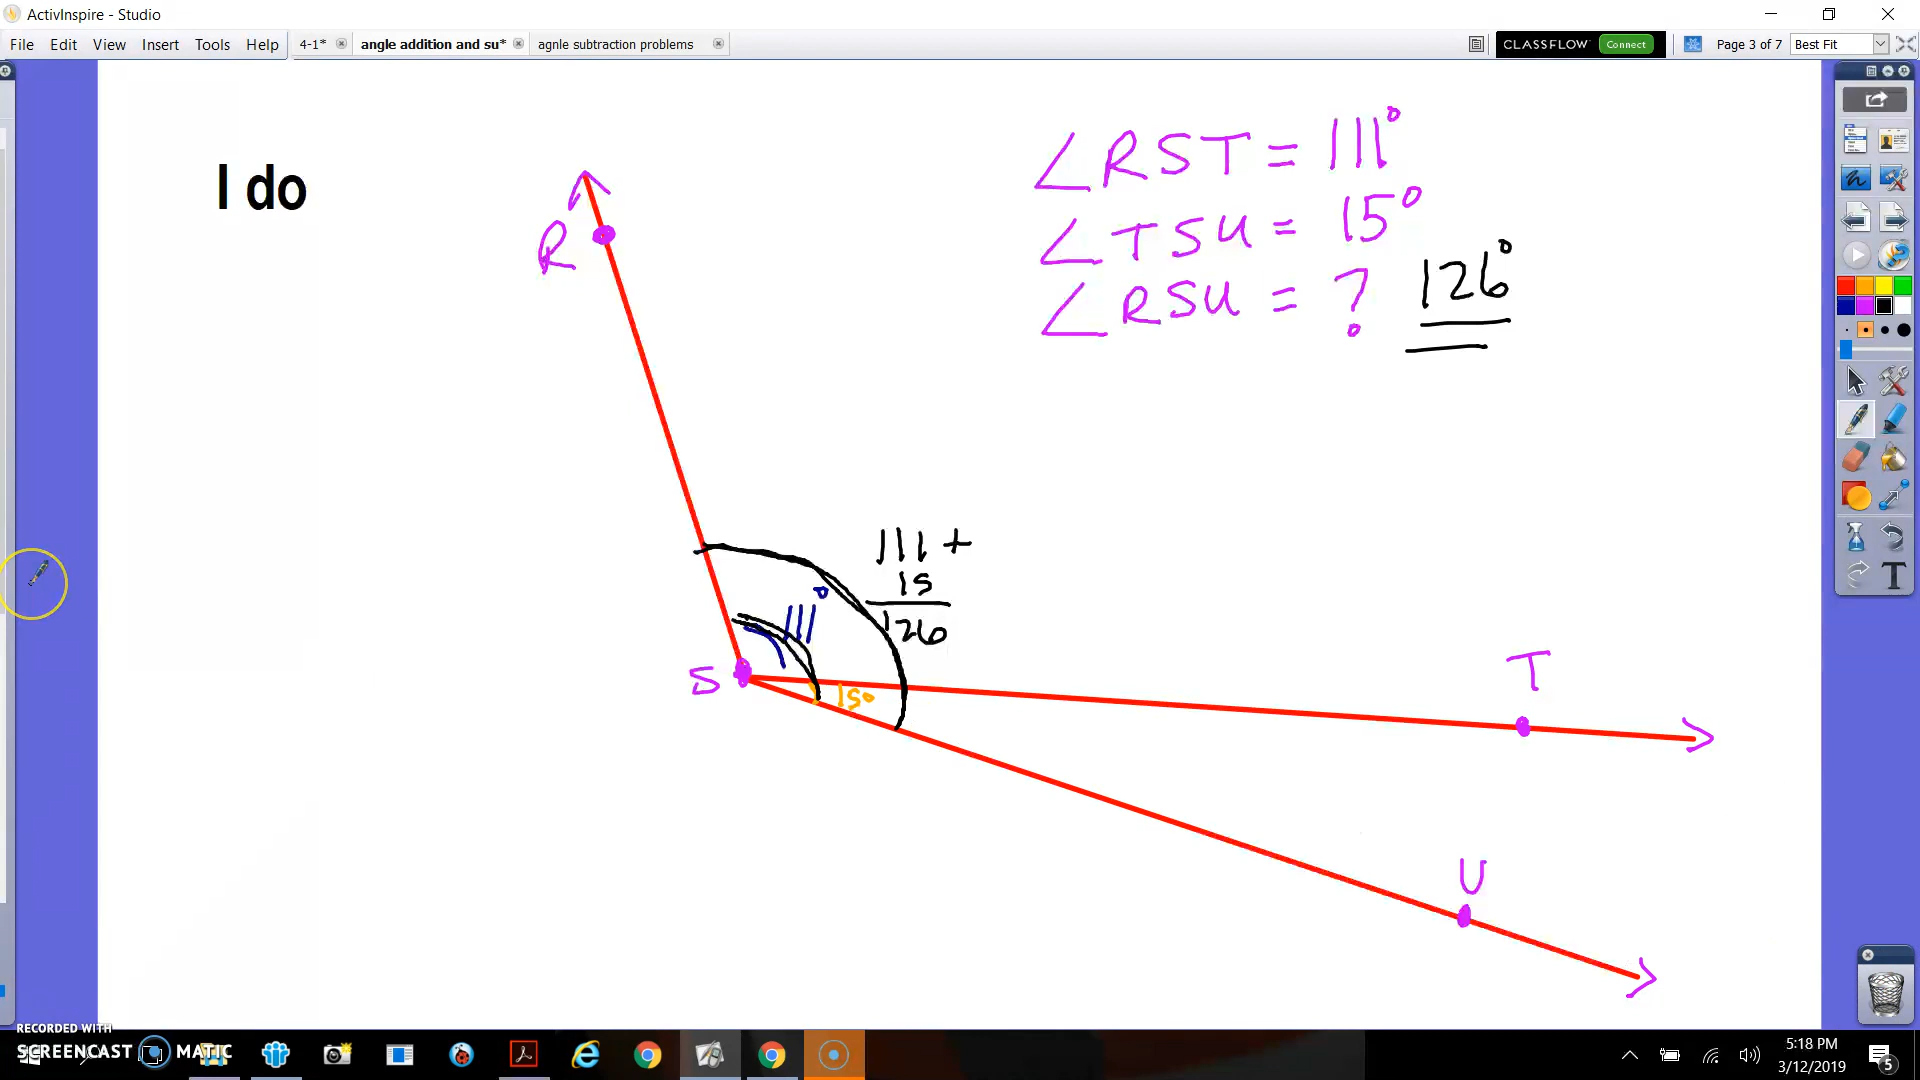 ActivInspire - Studio
File Edit View Insert Tools Help
4-1* angle addition and su* agnle subtraction problems
CLASSFLOW Connect
Page 3 of 7 Best Fit
I do
∠RST = 111°
∠TSU = 15°
∠RSU = ? 126°
R
111 +
15
126
111°
S
15°
T
U
T
RECORDED WITH
SCREENCAST MATIC
5:18 PM
3/12/2019
5